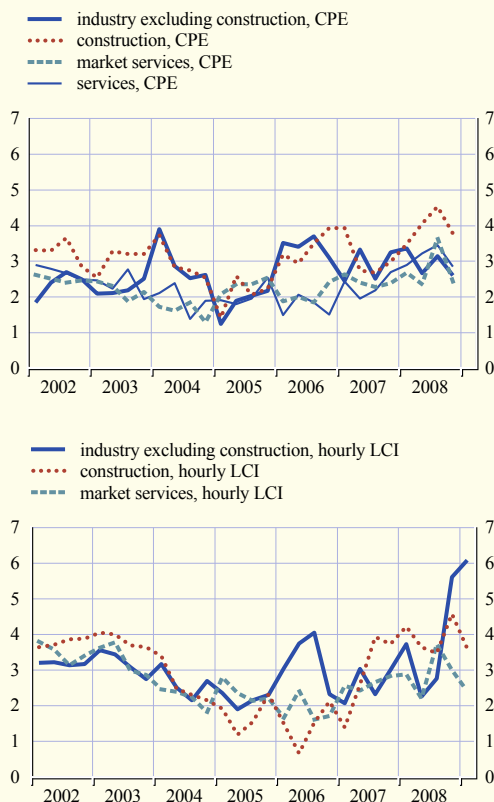 industry excluding construction, CPE
construction, CPE
market services, CPE
services, CPE
7 7
6 6
5 5
4 4
3 3
2 2
1 1
0 0
2002 2003 2004 2005 2006 2007 2008
industry excluding construction, hourly LCI
construction, hourly LCI
market services, hourly LCI
7 7
6 6
5 5
4 4
3 3
2 2
1 1
0 0
2002 2003 2004 2005 2006 2007 2008